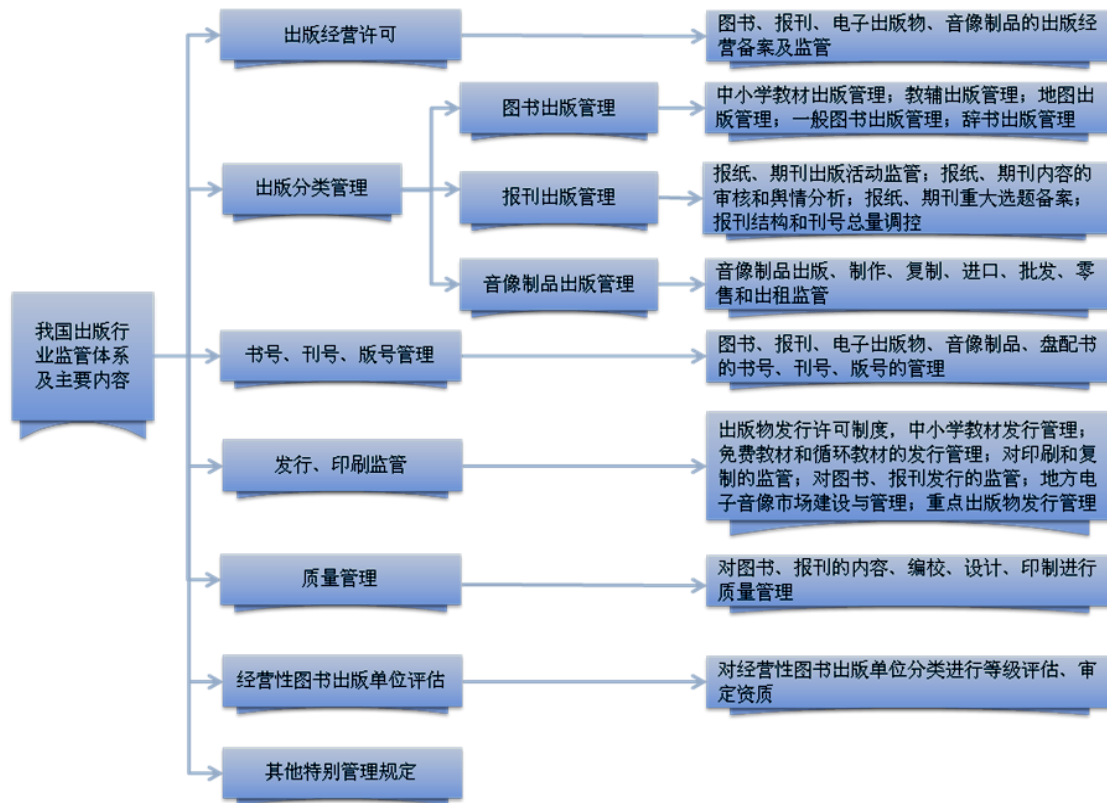 我国出版行
业监管体系
及主要内容
出版经营许可
图书、报刊、电子出版物、音像制品的出版经
营备案及监管
出版分类管理
图书出版管理
中小学教材出版管理；教辅出版管理；地图出
版管理；一般图书出版管理；辞书出版管理
报刊出版管理
报纸、期刊出版活动监管；报纸、期刊内容的
审核和舆情分析；报纸、期刊重大选题备案；
报刊结构和刊号总量调控
音像制品出版管理
音像制品出版、制作、复制、进口、批发、零
售和出租监管
书号、刊号、版号管理
图书、报刊、电子出版物、音像制品、盘配书
的书号、刊号、版号的管理
发行、印刷监管
出版物发行许可制度，中小学教材发行管理；
免费教材和循环教材的发行管理；对印刷和复
制的监管；对图书、报刊发行的监管；地方电
子音像市场建设与管理；重点出版物发行管理
质量管理
对图书、报刊的内容、编校、设计、印制进行
质量管理
经营性图书出版单位评估
对经营性图书出版单位分类进行等级评估、审
定资质
其他特别管理规定